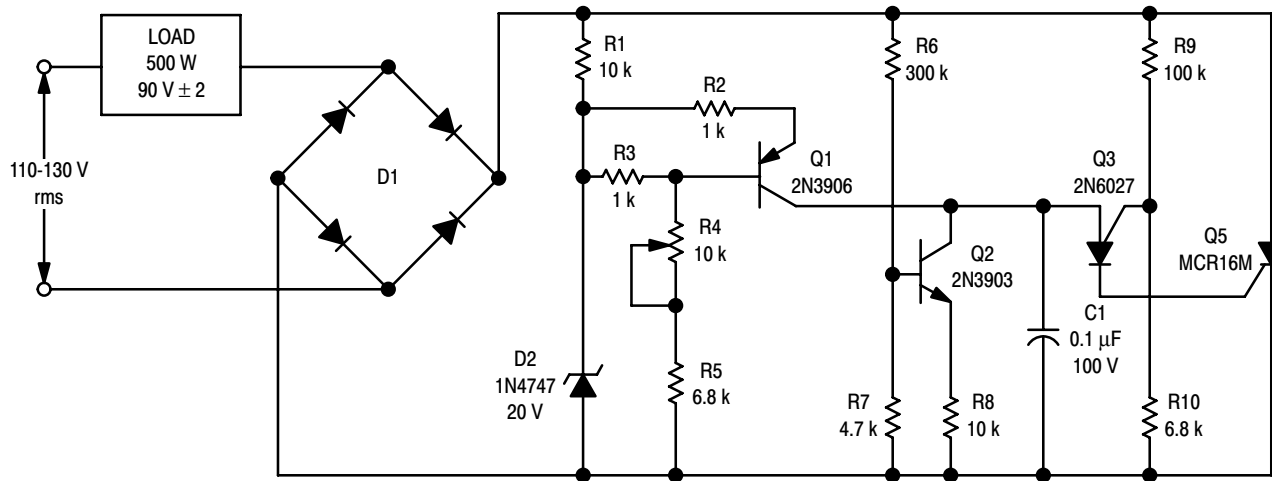 LOAD
500 W
90 V ± 2
110-130 V
rms
D1
R1
10 k
R2
1 k
R3
1 k
R4
10 k
R5
6.8 k
D2
1N4747
20 V
Q1
2N3906
R6
300 k
R7
4.7 k
Q2
2N3903
R8
10 k
C1
0.1 μF
100 V
Q3
2N6027
R9
100 k
R10
6.8 k
Q5
MCR16M